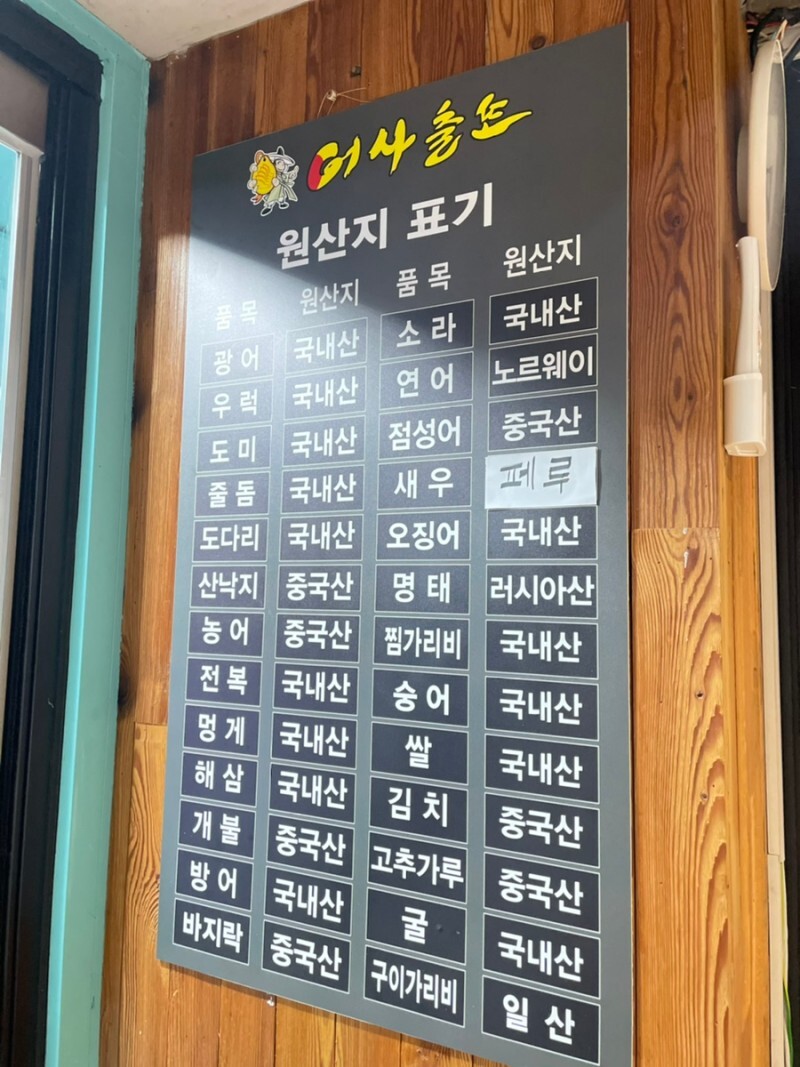 어사출또
원산지 표기
품목 원산지 품목 원산지
광어 국내산 소라 국내산
우럭 국내산 연어 노르웨이
도미 국내산 점성어 중국산
줄돔 국내산 새우 페루
도다리 국내산 오징어 국내산
산낙지 중국산 명태 러시아산
농어 중국산 찜가리비 국내산
전복 국내산 숭어 국내산
멍게 국내산 쌀 국내산
해삼 국내산 김치 중국산
개불 중국산 고추가루 중국산
방어 국내산 굴 국내산
바지락 중국산 구이가리비 일산